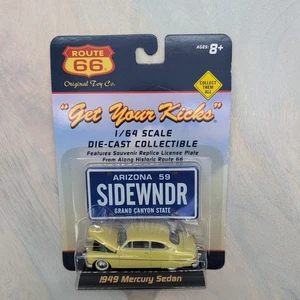 ROUTE
66
Original Toy Co.
AGES: 8+
COLLECT
THEM
ALL
"Get Your Kicks"
1/64 SCALE
DIE-CAST COLLECTIBLE
Features Souvenir Replica License Plate
From Along Historic Route 66
ARIZONA 59
SIDEWNDR
GRAND CANYON STATE
1949 Mercury Sedan